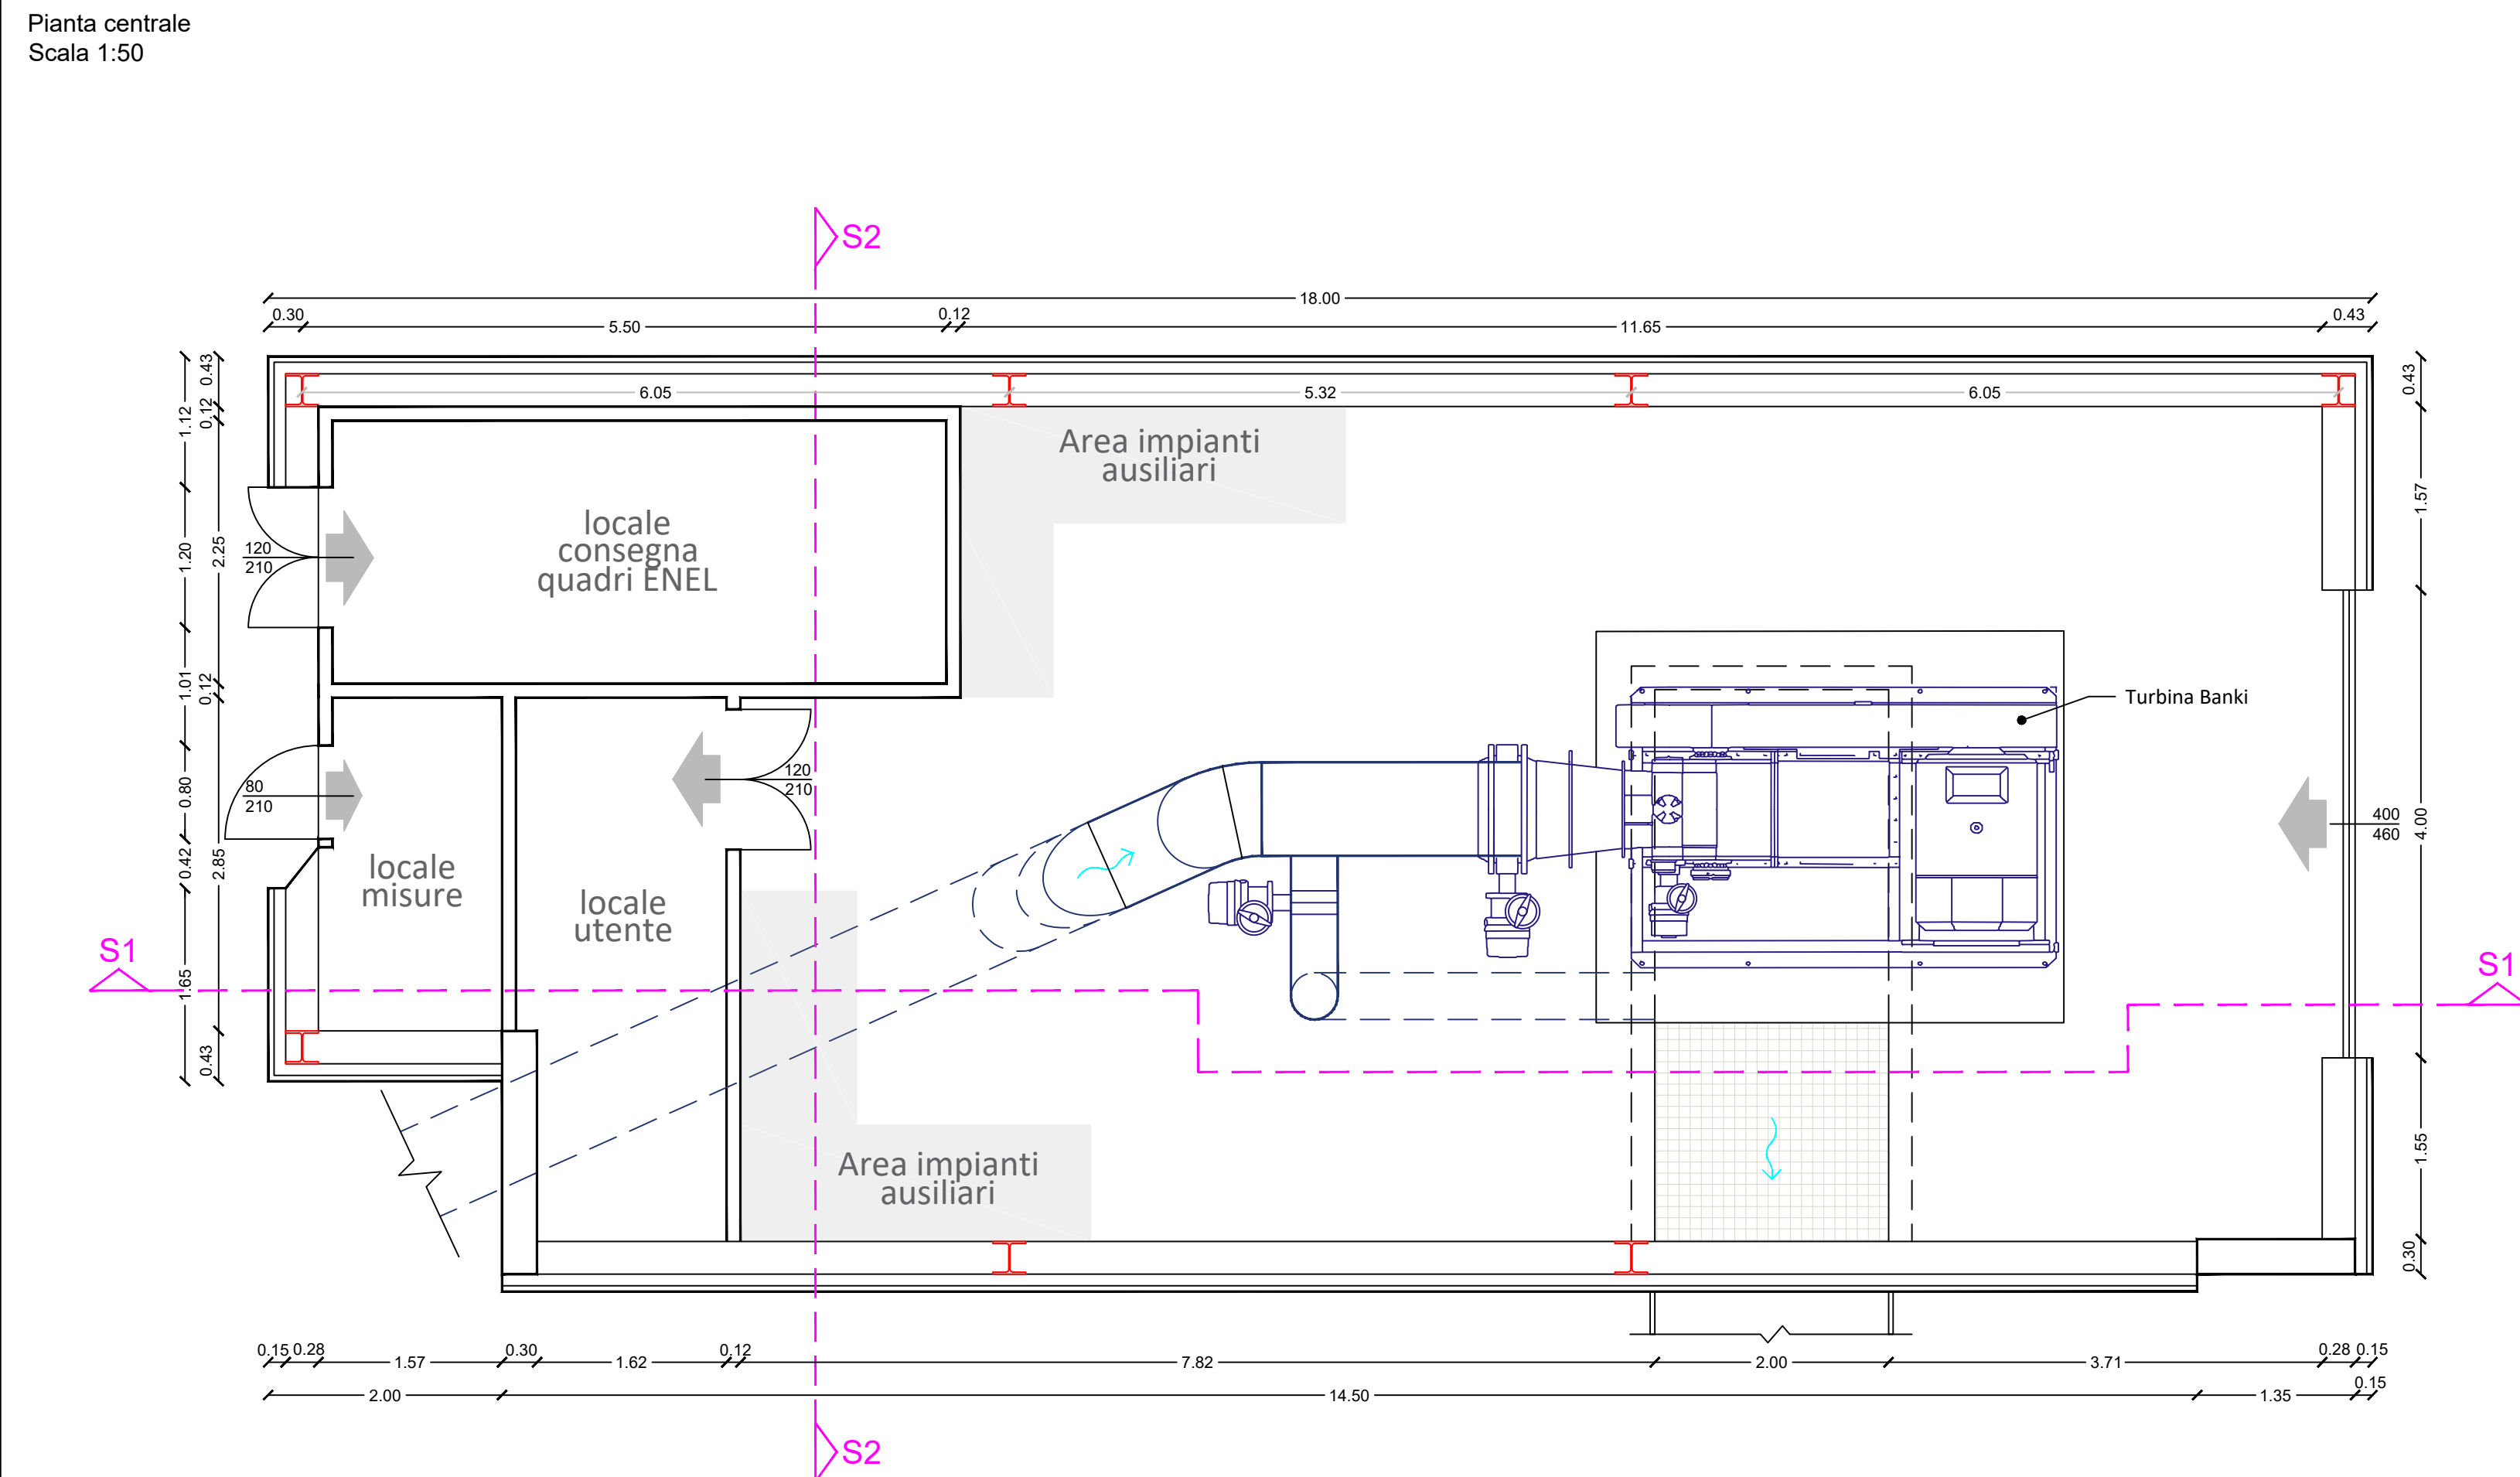 Pianta centrale
Scala 1:50
S2
18.00
0.30
5.50
0.12
11.65
0.43
6.05
5.32
6.05
0.43
0.12
1.12
1.20
2.25
1.01
0.12
0.80
0.42
2.85
1.65
0.43
0.43
1.57
4.00
1.55
0.30
Area impianti
ausiliari
locale
consegna
quadri ENEL
120
210
80
210
120
210
400
460
Turbina Banki
locale
misure
locale
utente
S1
S1
Area impianti
ausiliari
0.15
0.28
1.57
0.30
1.62
0.12
7.82
2.00
3.71
0.28
0.15
2.00
14.50
1.35
0.15
S2